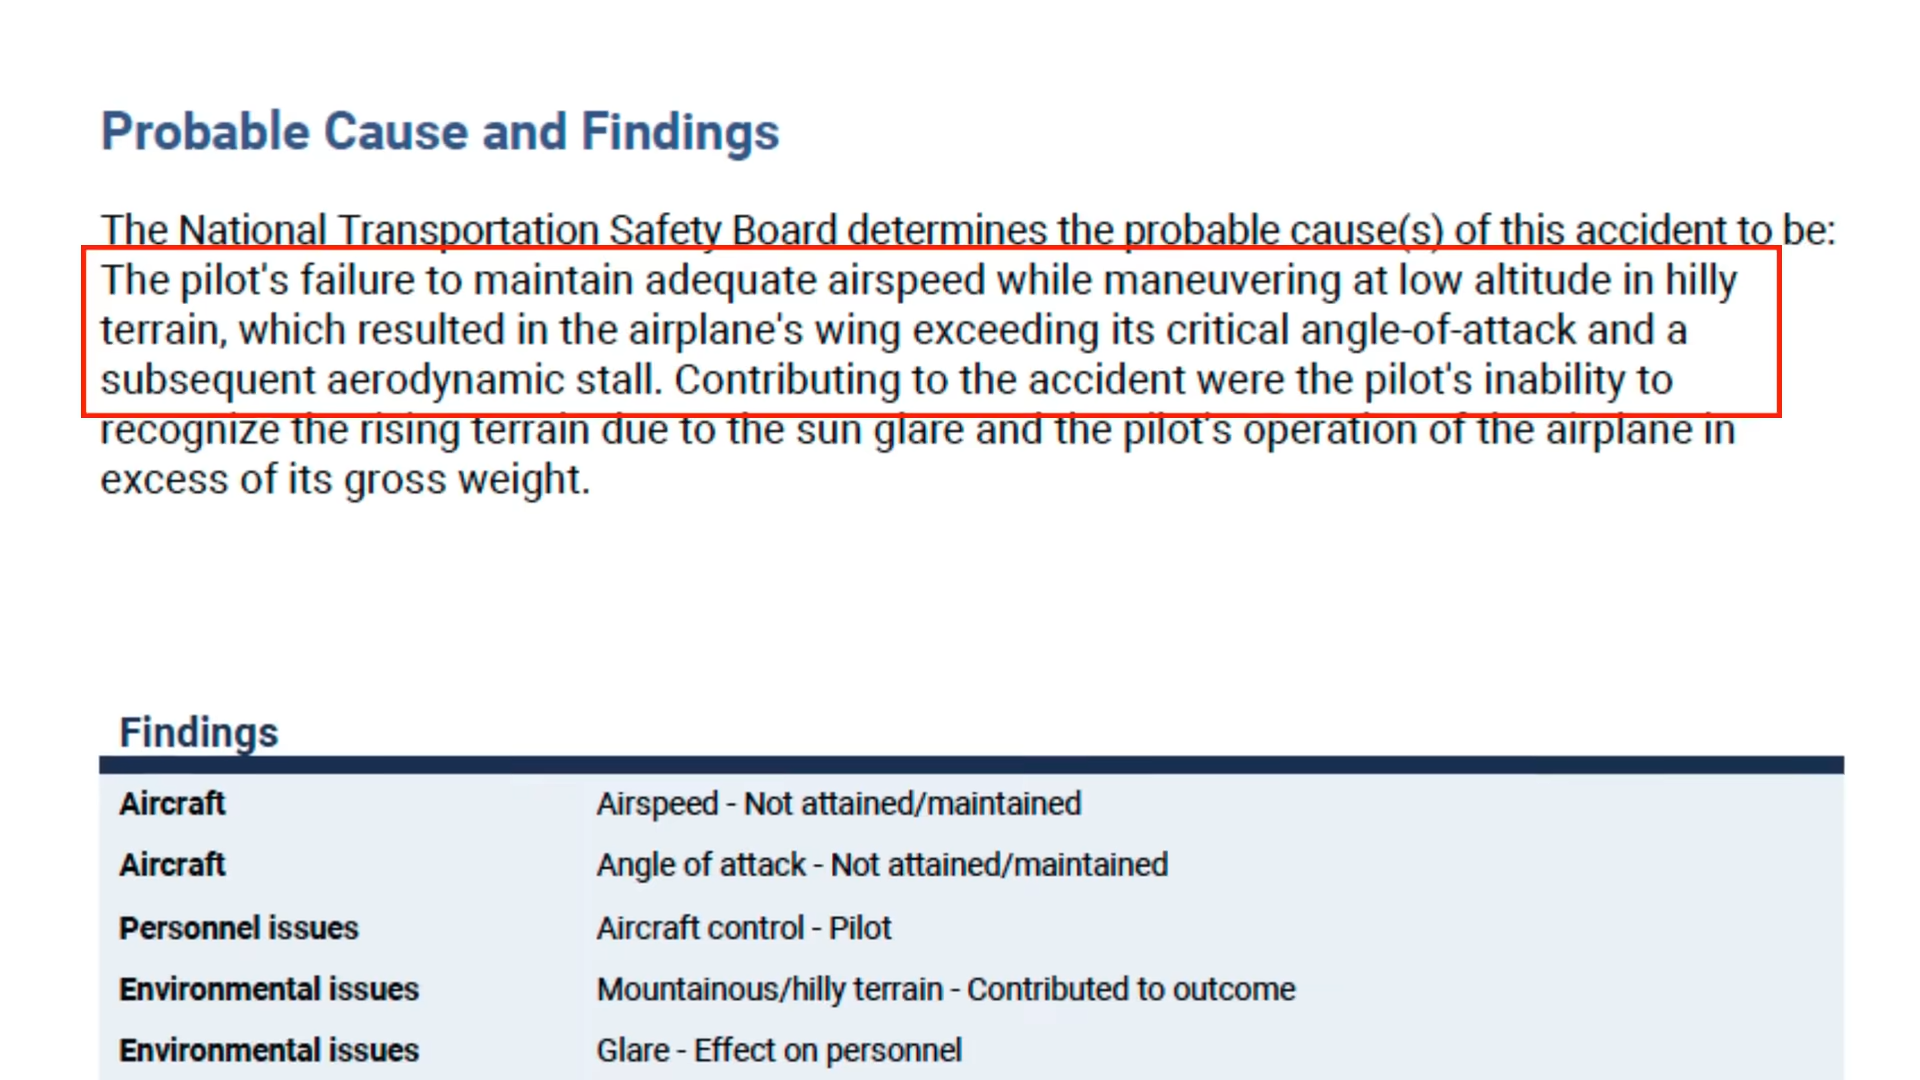 Probable Cause and Findings
The National Transportation Safety Board determines the probable cause(s) of this accident to be:
The pilot's failure to maintain adequate airspeed while maneuvering at low altitude in hilly
terrain, which resulted in the airplane's wing exceeding its critical angle-of-attack and a
subsequent aerodynamic stall. Contributing to the accident were the pilot's inability to
recognize the rising terrain due to the sun glare and the pilot's operation of the airplane in
excess of its gross weight.
Findings
Aircraft Airspeed - Not attained/maintained
Aircraft Angle of attack - Not attained/maintained
Personnel issues Aircraft control - Pilot
Environmental issues Mountainous/hilly terrain - Contributed to outcome
Environmental issues Glare - Effect on personnel